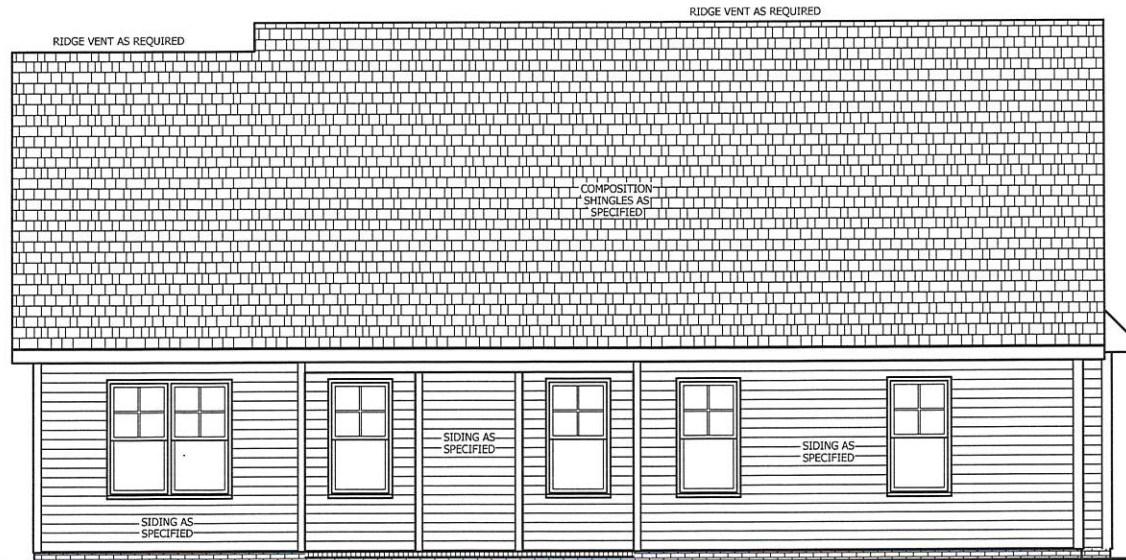 RIDGE VENT AS REQUIRED
RIDGE VENT AS REQUIRED
COMPOSITION
SHINGLES AS
SPECIFIED
SIDING AS
SPECIFIED
SIDING AS
SPECIFIED
SIDING AS
SPECIFIED